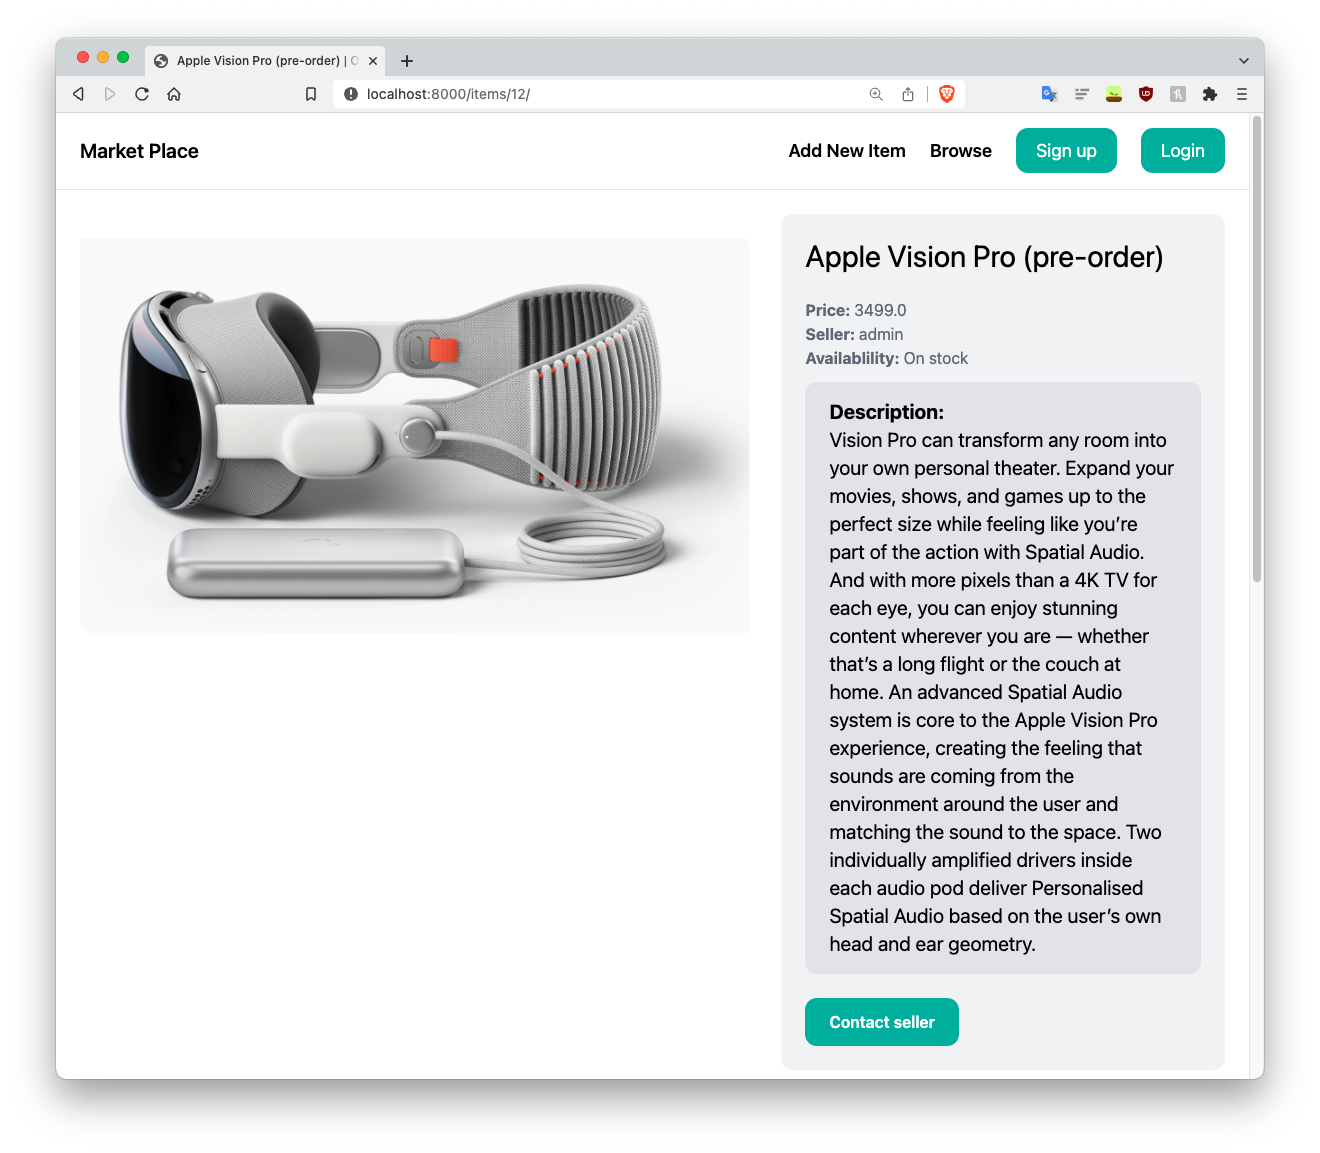 Apple Vision Pro (pre-order) | O
localhost:8000/items/12/
Market Place
Add New Item
Browse
Sign up
Login
Apple Vision Pro (pre-order)
Price: 3499.0
Seller: admin
Availablility: On stock
Description:
Vision Pro can transform any room into
your own personal theater. Expand your
movies, shows, and games up to the
perfect size while feeling like you’re
part of the action with Spatial Audio.
And with more pixels than a 4K TV for
each eye, you can enjoy stunning
content wherever you are — whether
that’s a long flight or the couch at
home. An advanced Spatial Audio
system is core to the Apple Vision Pro
experience, creating the feeling that
sounds are coming from the
environment around the user and
matching the sound to the space. Two
individually amplified drivers inside
each audio pod deliver Personalised
Spatial Audio based on the user’s own
head and ear geometry.
Contact seller